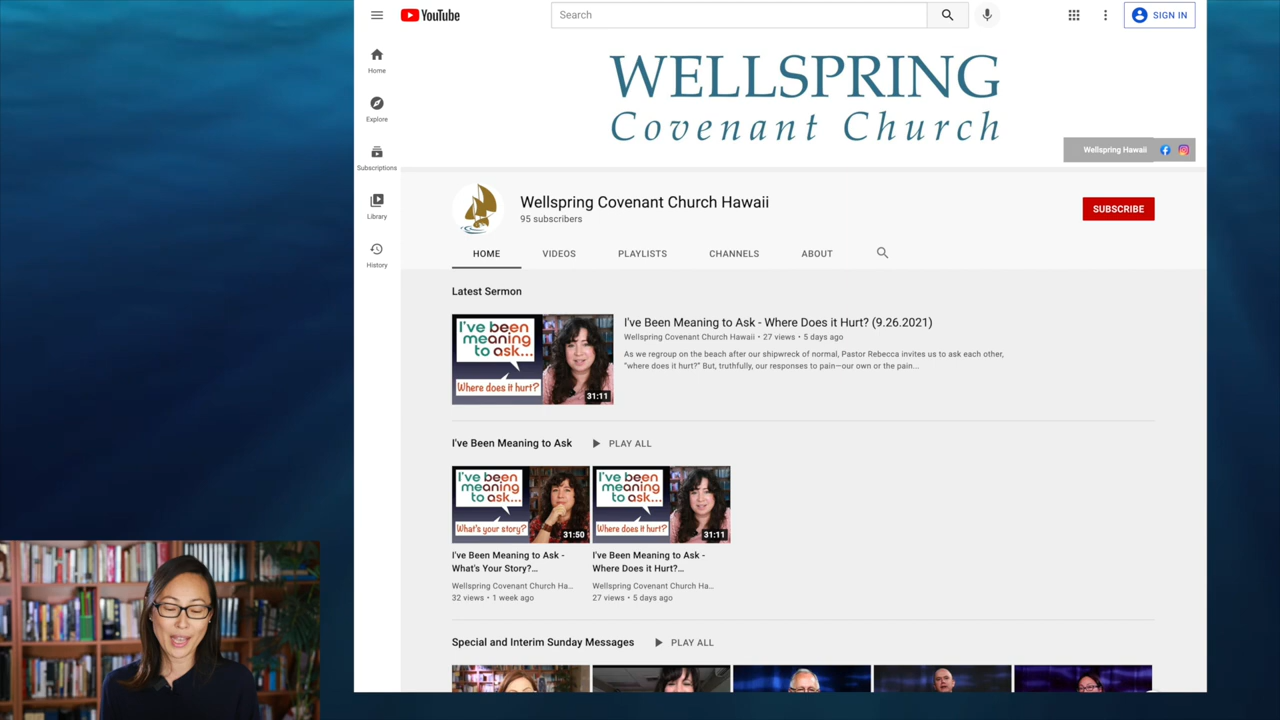 YouTube
Search
SIGN IN
Home
Explore
Subscriptions
Library
History
WELLSPRING
Covenant Church
Wellspring Hawaii
Wellspring Covenant Church Hawaii
95 subscribers
SUBSCRIBE
HOME VIDEOS PLAYLISTS CHANNELS ABOUT
Latest Sermon
I've been
meaning
to ask...
Where does it hurt?
31:11
I've Been Meaning to Ask - Where Does it Hurt? (9.26.2021)
Wellspring Covenant Church Hawaii • 27 views • 5 days ago
As we regroup on the beach after our shipwreck of normal, Pastor Rebecca invites us to ask each other,
"where does it hurt?" But, truthfully, our responses to pain—our own or the pain...
I've Been Meaning to Ask PLAY ALL
I've been
meaning
to ask...
What's your story?
31:50
I've been
meaning
to ask...
Where does it hurt?
31:11
I've Been Meaning to Ask -
What's Your Story?...
Wellspring Covenant Church Ha...
32 views • 1 week ago
I've Been Meaning to Ask -
Where Does it Hurt?...
Wellspring Covenant Church Ha...
27 views • 5 days ago
Special and Interim Sunday Messages PLAY ALL